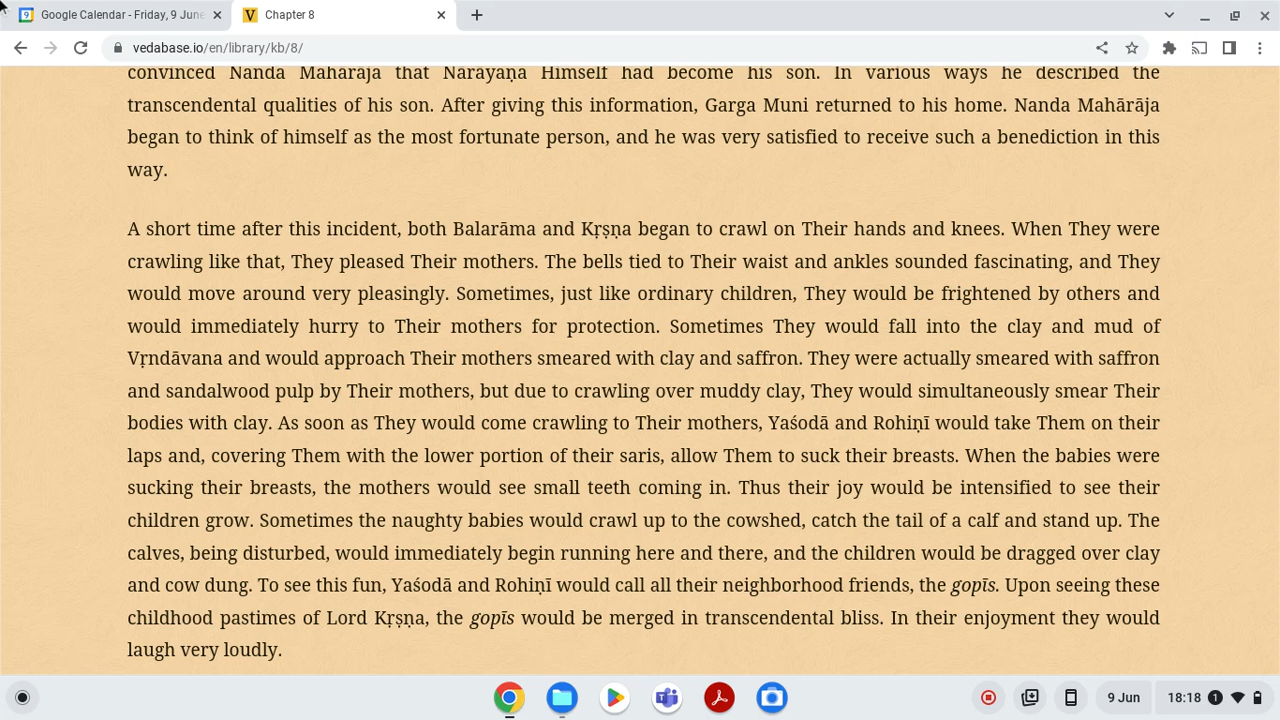 Google Calendar - Friday, 9 June
Chapter 8
vedabase.io/en/library/kb/8/
convinced Nanda Mahārāja that Nārāyaṇa Himself had become his son. In various ways he described the
transcendental qualities of his son. After giving this information, Garga Muni returned to his home. Nanda Mahārāja
began to think of himself as the most fortunate person, and he was very satisfied to receive such a benediction in this
way.
A short time after this incident, both Balarāma and Kṛṣṇa began to crawl on Their hands and knees. When They were
crawling like that, They pleased Their mothers. The bells tied to Their waist and ankles sounded fascinating, and They
would move around very pleasingly. Sometimes, just like ordinary children, They would be frightened by others and
would immediately hurry to Their mothers for protection. Sometimes They would fall into the clay and mud of
Vṛndāvana and would approach Their mothers smeared with clay and saffron. They were actually smeared with saffron
and sandalwood pulp by Their mothers, but due to crawling over muddy clay, They would simultaneously smear Their
bodies with clay. As soon as They would come crawling to Their mothers, Yaśodā and Rohiṇī would take Them on their
laps and, covering Them with the lower portion of their saris, allow Them to suck their breasts. When the babies were
sucking their breasts, the mothers would see small teeth coming in. Thus their joy would be intensified to see their
children grow. Sometimes the naughty babies would crawl up to the cowshed, catch the tail of a calf and stand up. The
calves, being disturbed, would immediately begin running here and there, and the children would be dragged over clay
and cow dung. To see this fun, Yaśodā and Rohiṇī would call all their neighborhood friends, the gopīs. Upon seeing these
childhood pastimes of Lord Kṛṣṇa, the gopīs would be merged in transcendental bliss. In their enjoyment they would
laugh very loudly.
9 Jun
18:18